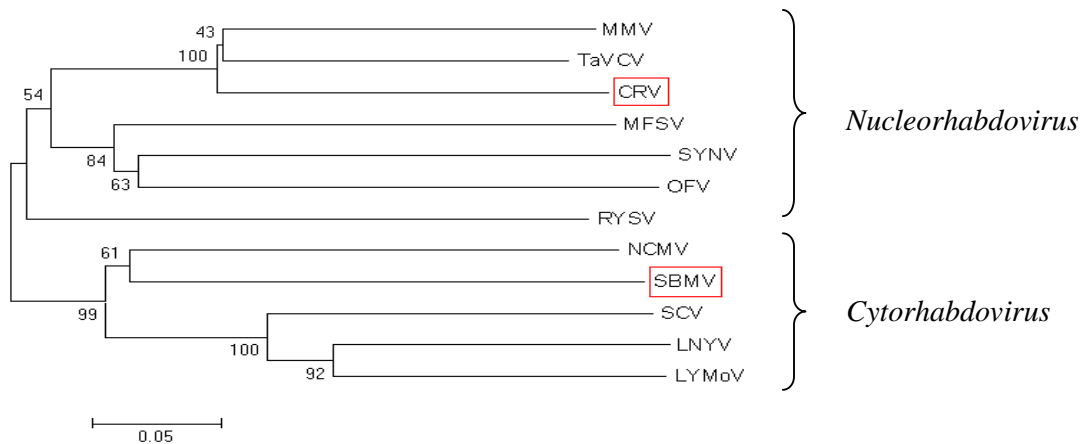 43
MMV
TaVCV
100
CRV
54
MFSV
Nucleorhabdovirus
84
SYNV
63
OFV
RYSV
61
NCMV
SBMV
99
SCV
Cytorhabdovirus
100
LNYV
92
LYMoV
0.05